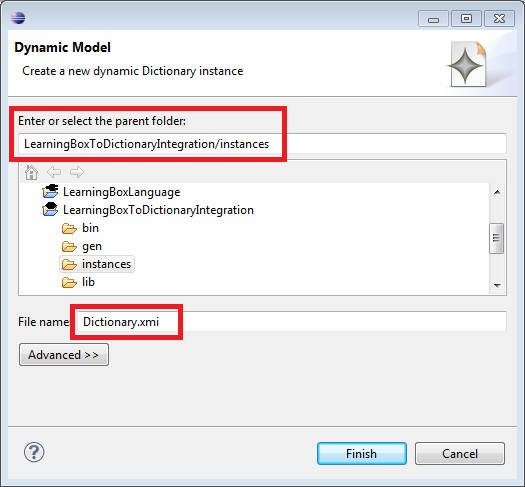 Dynamic Model
Create a new dynamic Dictionary instance
Enter or select the parent folder:
LearningBoxToDictionaryIntegration/instances
LearningBoxLanguage
LearningBoxToDictionaryIntegration
bin
gen
instances
lib
File name: Dictionary.xmi
Advanced >>
?
Finish Cancel